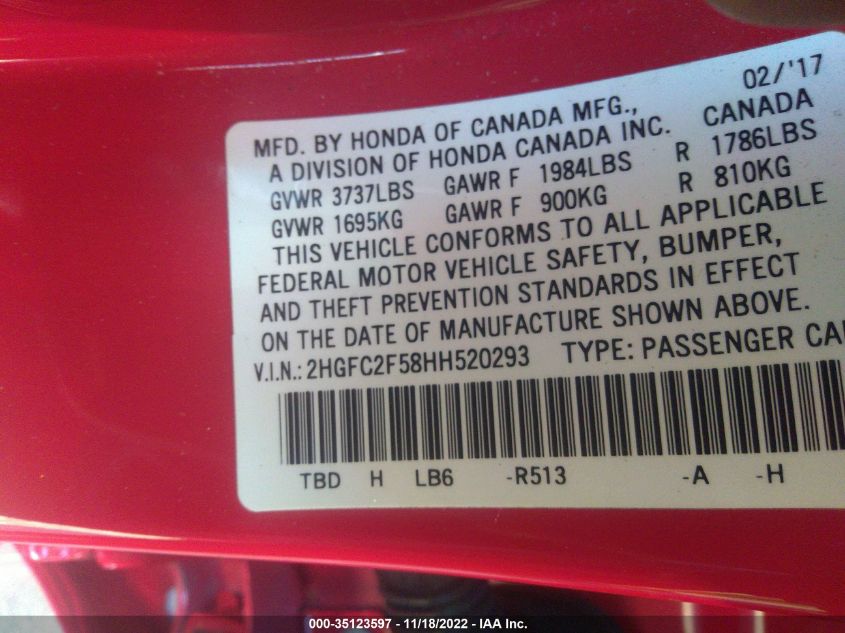 02/'17
MFD. BY HONDA OF CANADA MFG.,
A DIVISION OF HONDA CANADA INC. CANADA
GVWR 3737LBS GAWR F 1984LBS R 1786LBS
GVWR 1695KG GAWR F 900KG R 810KG
THIS VEHICLE CONFORMS TO ALL APPLICABLE
FEDERAL MOTOR VEHICLE SAFETY, BUMPER,
AND THEFT PREVENTION STANDARDS IN EFFECT
ON THE DATE OF MANUFACTURE SHOWN ABOVE.
V.I.N.: 2HGFC2F58HH520293 TYPE: PASSENGER CA
TBD H LB6 -R513 -A -H
000-35123597 - 11/18/2022 - IAA Inc.